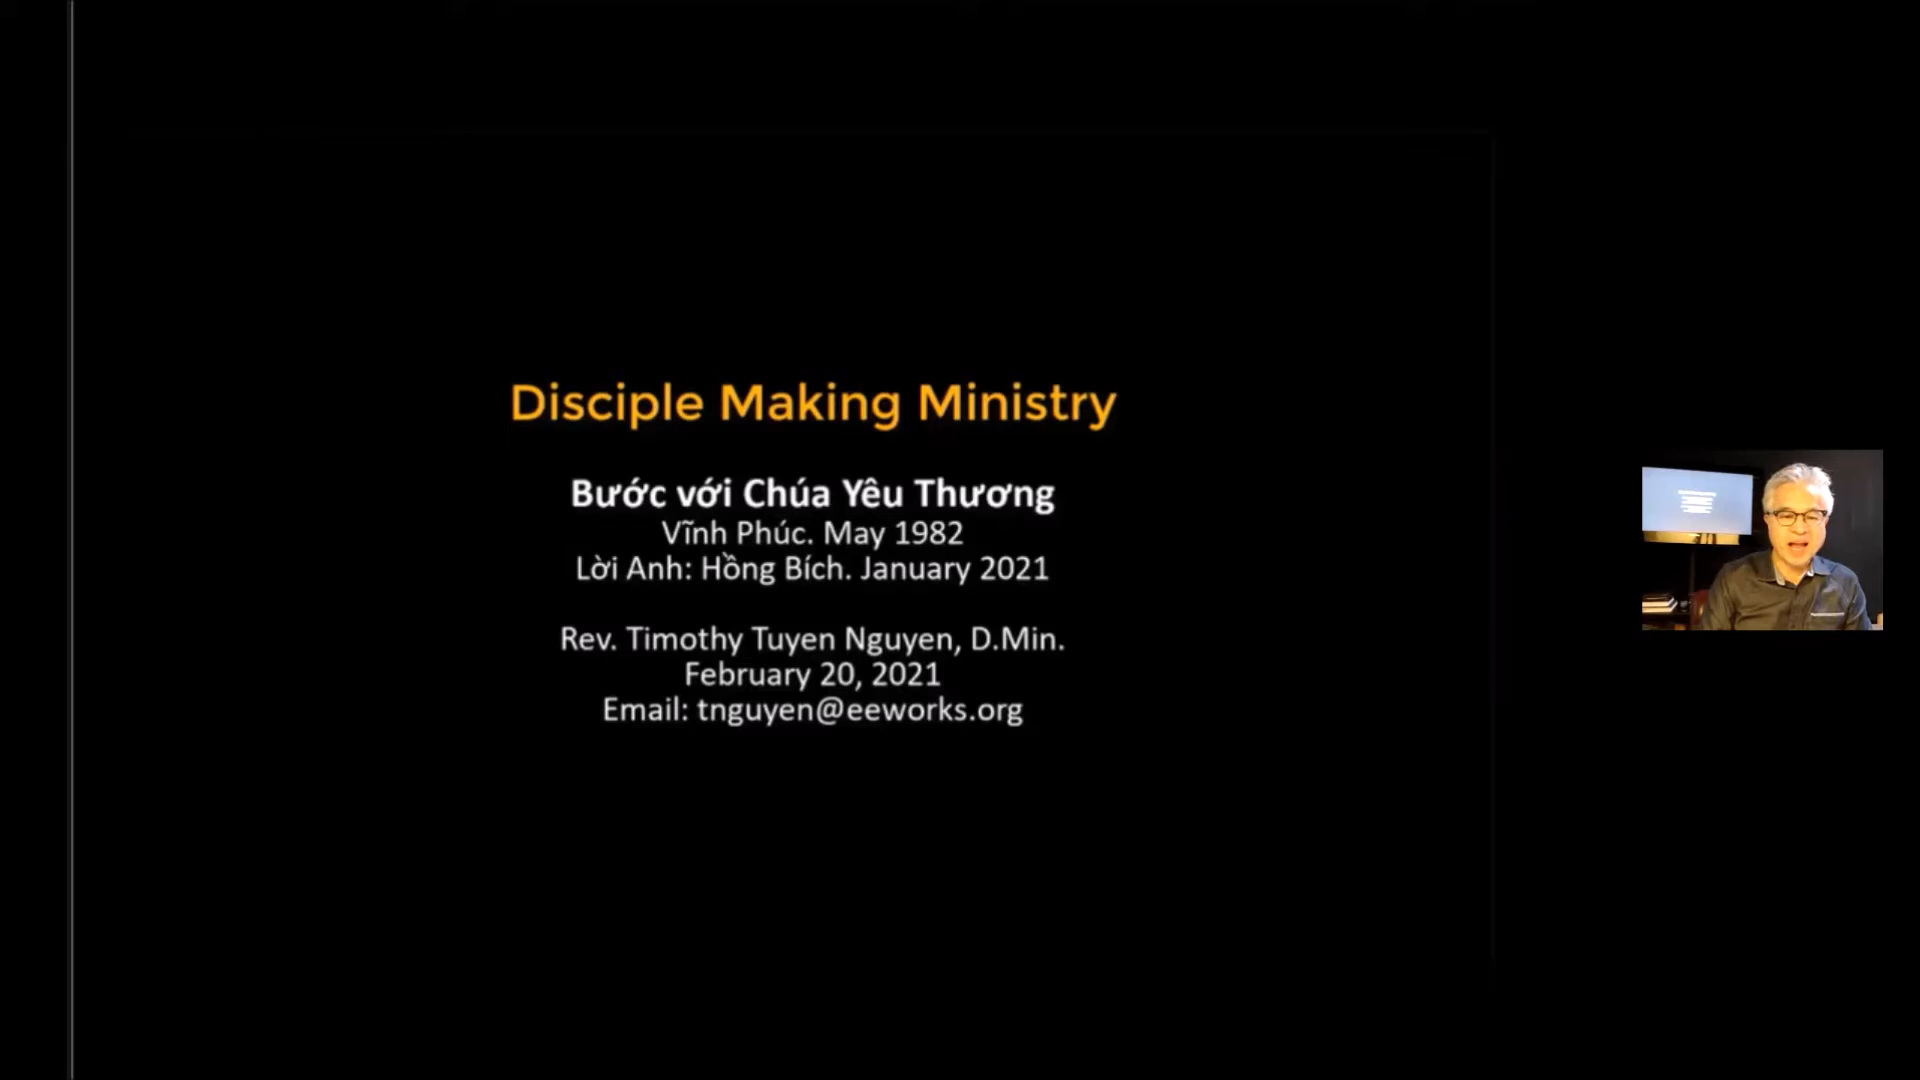 Disciple Making Ministry
Bước với Chúa Yêu Thương
Vĩnh Phúc. May 1982
Lời Anh: Hồng Bích. January 2021
Rev. Timothy Tuyen Nguyen, D.Min.
February 20, 2021
Email: tnguyen@eeworks.org